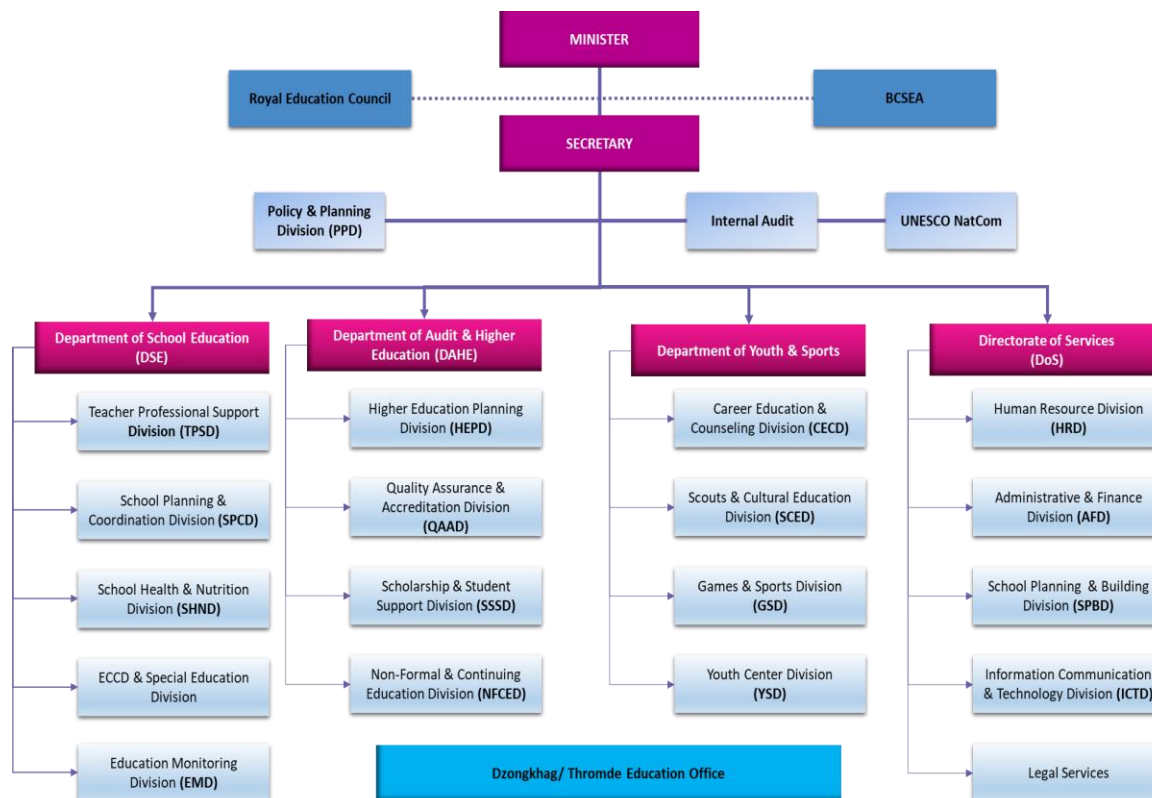 MINISTER
Royal Education Council
BCSEA
SECRETARY
Policy & Planning
Division (PPD)
Internal Audit
UNESCO NatCom
Department of School Education
(DSE)
Department of Audit & Higher
Education (DAHE)
Department of Youth & Sports
Directorate of Services
(DoS)
Teacher Professional Support
Division (TPSD)
School Planning &
Coordination Division (SPCD)
School Health & Nutrition
Division (SHND)
ECCD & Special Education
Division
Education Monitoring
Division (EMD)
Higher Education Planning
Division (HEPD)
Quality Assurance &
Accreditation Division
(QAAD)
Scholarship & Student
Support Division (SSSD)
Non-Formal & Continuing
Education Division (NFCED)
Career Education &
Counseling Division (CECD)
Scouts & Cultural Education
Division (SCED)
Games & Sports Division
(GSD)
Youth Center Division
(YSD)
Human Resource Division
(HRD)
Administrative & Finance
Division (AFD)
School Planning & Building
Division (SPBD)
Information Communication
& Technology Division (ICTD)
Legal Services
Dzongkhag/ Thromde Education Office